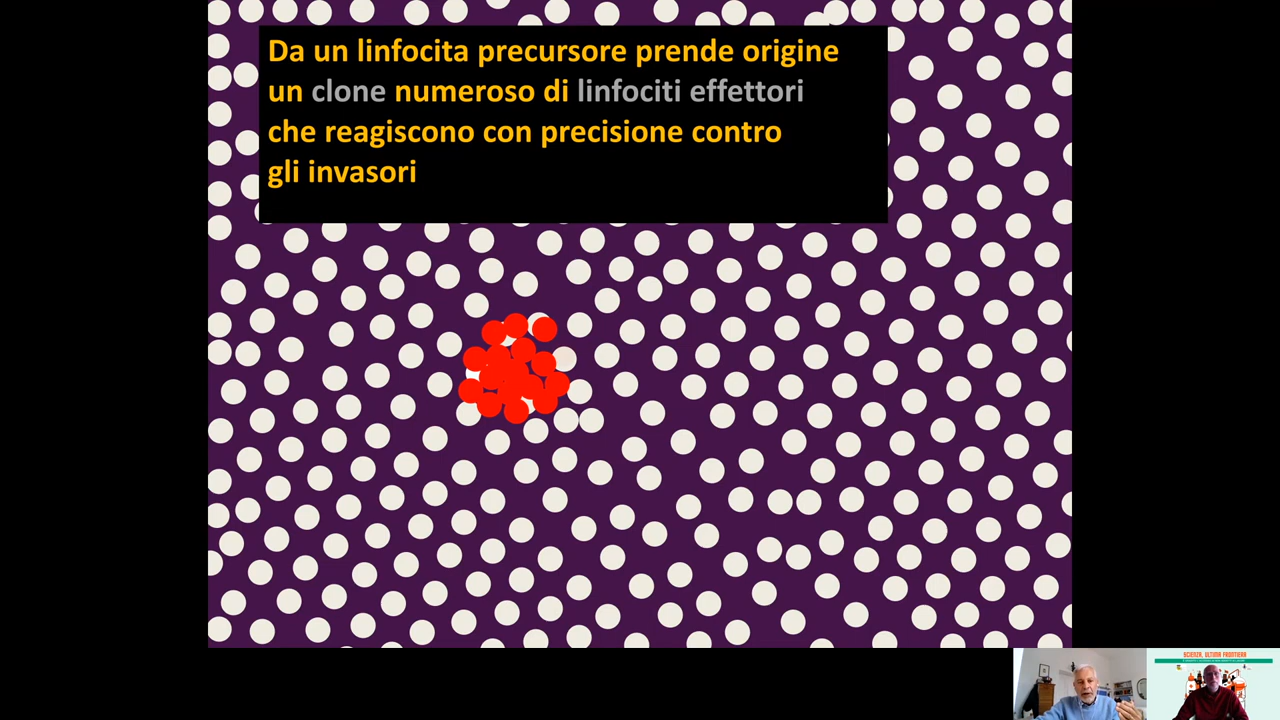 Da un linfocita precursore prende origine
un clone numeroso di linfociti effettori
che reagiscono con precisione contro
gli invasori
SCIENZA, ULTIMA FRONTIERA